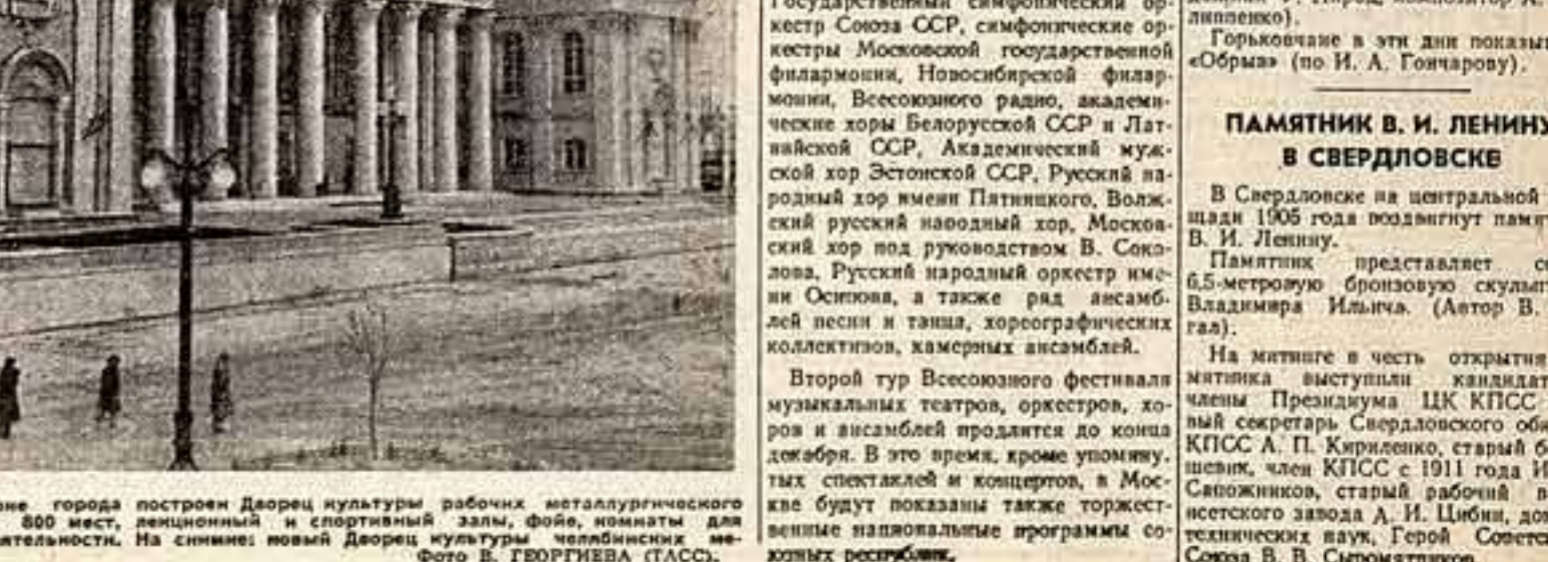 оне города построен Дворец культуры рабочих металлургического
800 мест, лекционный и спортивный залы, фойе, комнаты для
ятельности. На снимке: новый Дворец культуры челябинских ме-
Фото В. ГЕОРГИЕВА (ТАСС).
Государственный симфонический ор-
кестр Союза ССР, симфонические ор-
кестры Московской государственной
филармонии, Новосибирской филар-
монии, Всесоюзного радио, академи-
ческие хоры Белорусской ССР и Лат-
вийской ССР, Академический муж-
ской хор Эстонской ССР, Русский на-
родный хор имени Пятницкого, Волж-
ский русский народный хор, Москов-
ский хор под руководством В. Соко-
лова, Русский народный оркестр име-
ни Осипова, а также ряд ансамб-
лей песни и танца, хореографических
коллективов, камерных ансамблей.
Второй тур Всесоюзного фестиваля
музыкальных театров, оркестров, хо-
ров и ансамблей продлится до конца
декабря. В это время, кроме упомяну-
тых спектаклей и концертов, в Мос-
кве будут показаны также торжест-
венные национальные программы со-
юзных республик.
липпенко).
Горьковчане в эти дни показы
«Обрыв» (по И. А. Гончарову).
ПАМЯТНИК В. И. ЛЕНИНУ
В СВЕРДЛОВСКЕ
В Свердловске на центральной
щади 1905 года воздвигнут памя
В. И. Ленину.
Памятник представляет со
6,5-метровую бронзовую скульп
Владимира Ильича. (Автор В.
гал).
На митинге в честь открытия
мятника выступили кандидат
члены Президиума ЦК КПСС
вый секретарь Свердловского об
КПСС А. П. Кириленко, старый б
шевик, член КПСС с 1911 года И
Сапожников, старый рабочий в
исетского завода А. И. Цибин, до
технических наук, Герой Советс
Союза В. В. Сыромятников.